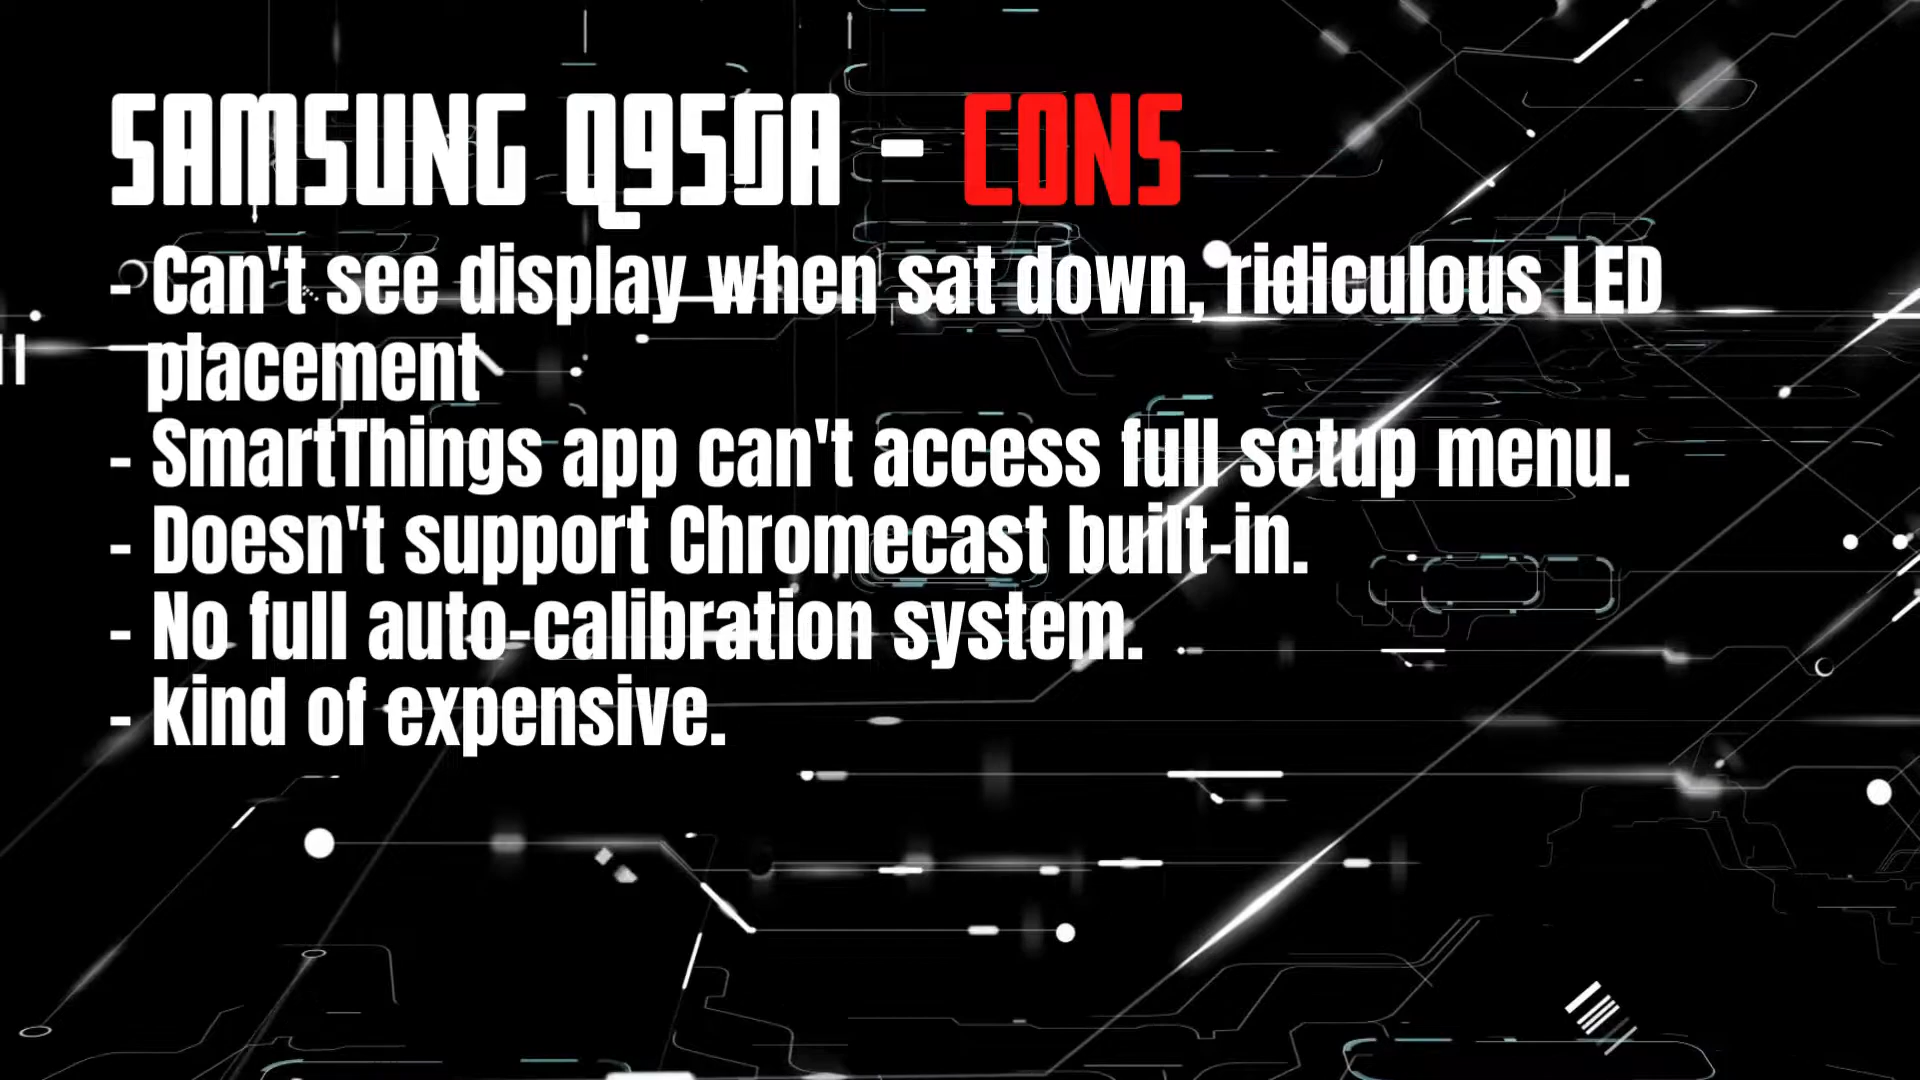 SAMSUNG Q950A - CONS
- Can't see display when sat down, ridiculous LED
placement
- SmartThings app can't access full setup menu.
- Doesn't support Chromecast built-in.
- No full auto-calibration system.
- kind of expensive.